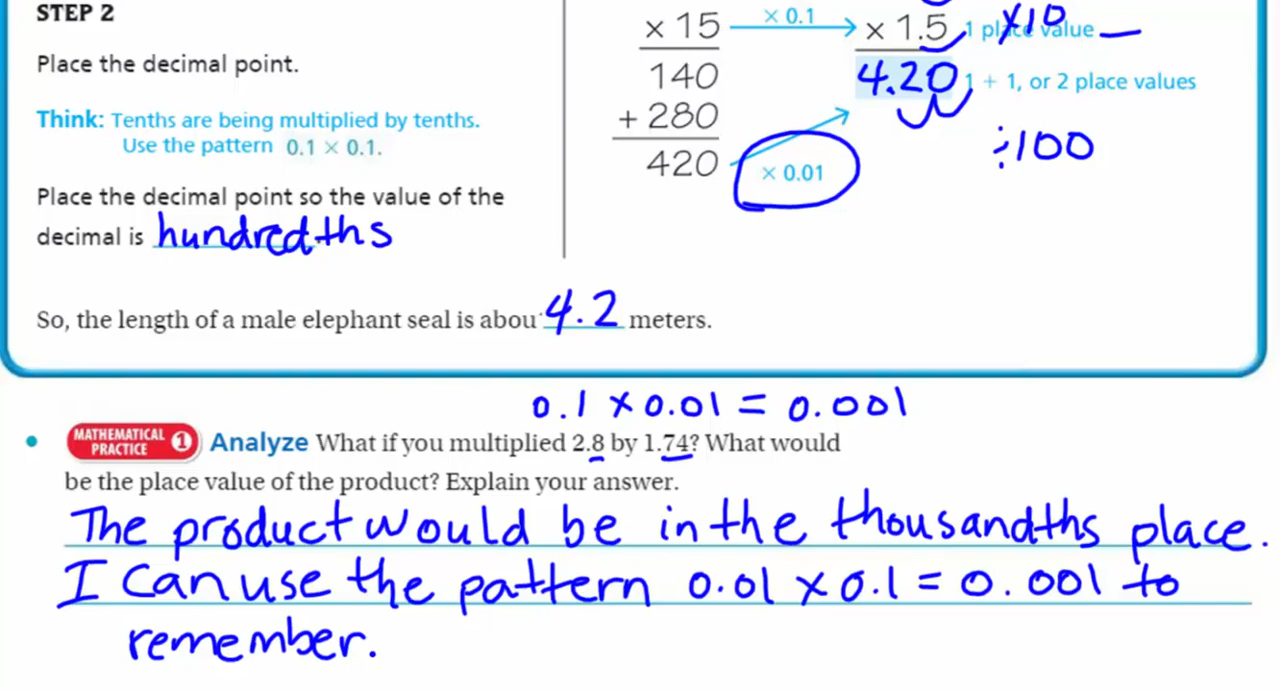 STEP 2
Place the decimal point.
Think: Tenths are being multiplied by tenths.
Use the pattern 0.1 × 0.1.
Place the decimal point so the value of the
decimal is hundredths
× 15
× 0.1
× 1.5
×10
1 place value
140
4.20
1 + 1, or 2 place values
+ 280
÷100
420
× 0.01
So, the length of a male elephant seal is abou 4.2 meters.
0.1 × 0.01 = 0.001
MATHEMATICAL PRACTICE 1 Analyze What if you multiplied 2.8 by 1.74? What would
be the place value of the product? Explain your answer.
The product would be in the thousandths place.
I can use the pattern 0.01 × 0.1 = 0.001 to
remember.